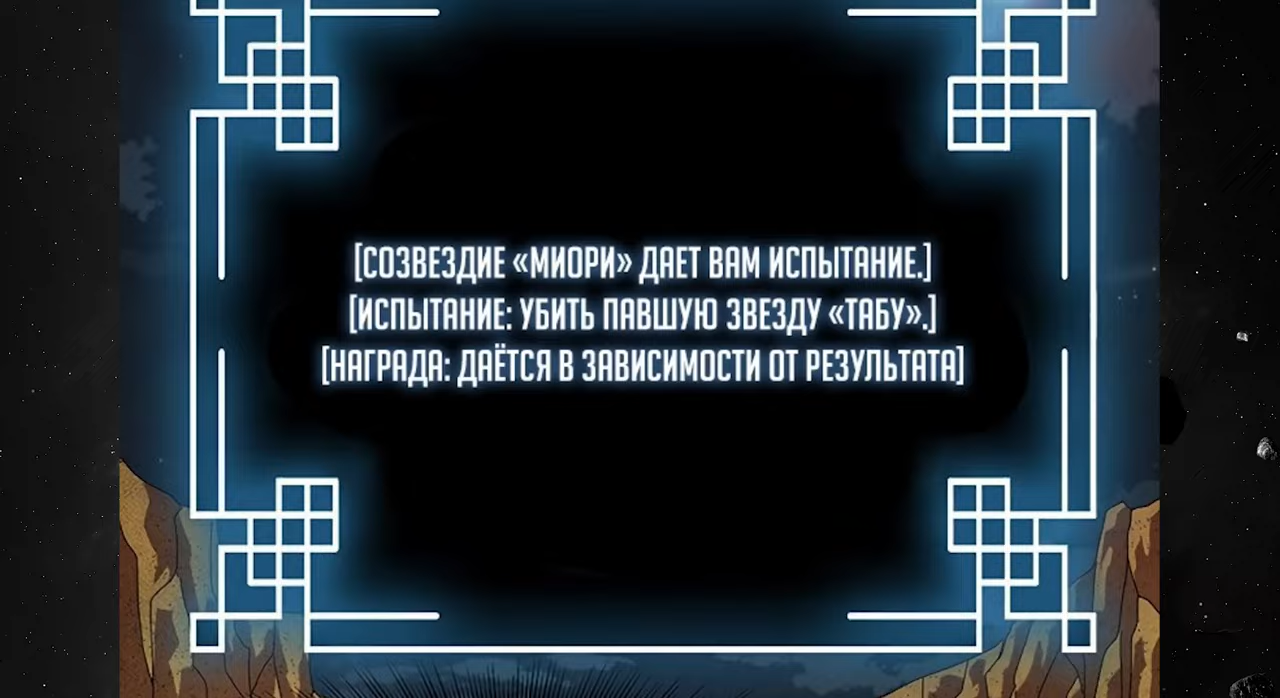 [СОЗВЕЗДИЕ «МИОРИ» ДАЕТ ВАМ ИСПЫТАНИЕ.]
[ИСПЫТАНИЕ: УБИТЬ ПАВШУЮ ЗВЕЗДУ «ТАБУ».]
[НАГРАДА: ДАЁТСЯ В ЗАВИСИМОСТИ ОТ РЕЗУЛЬТАТА]